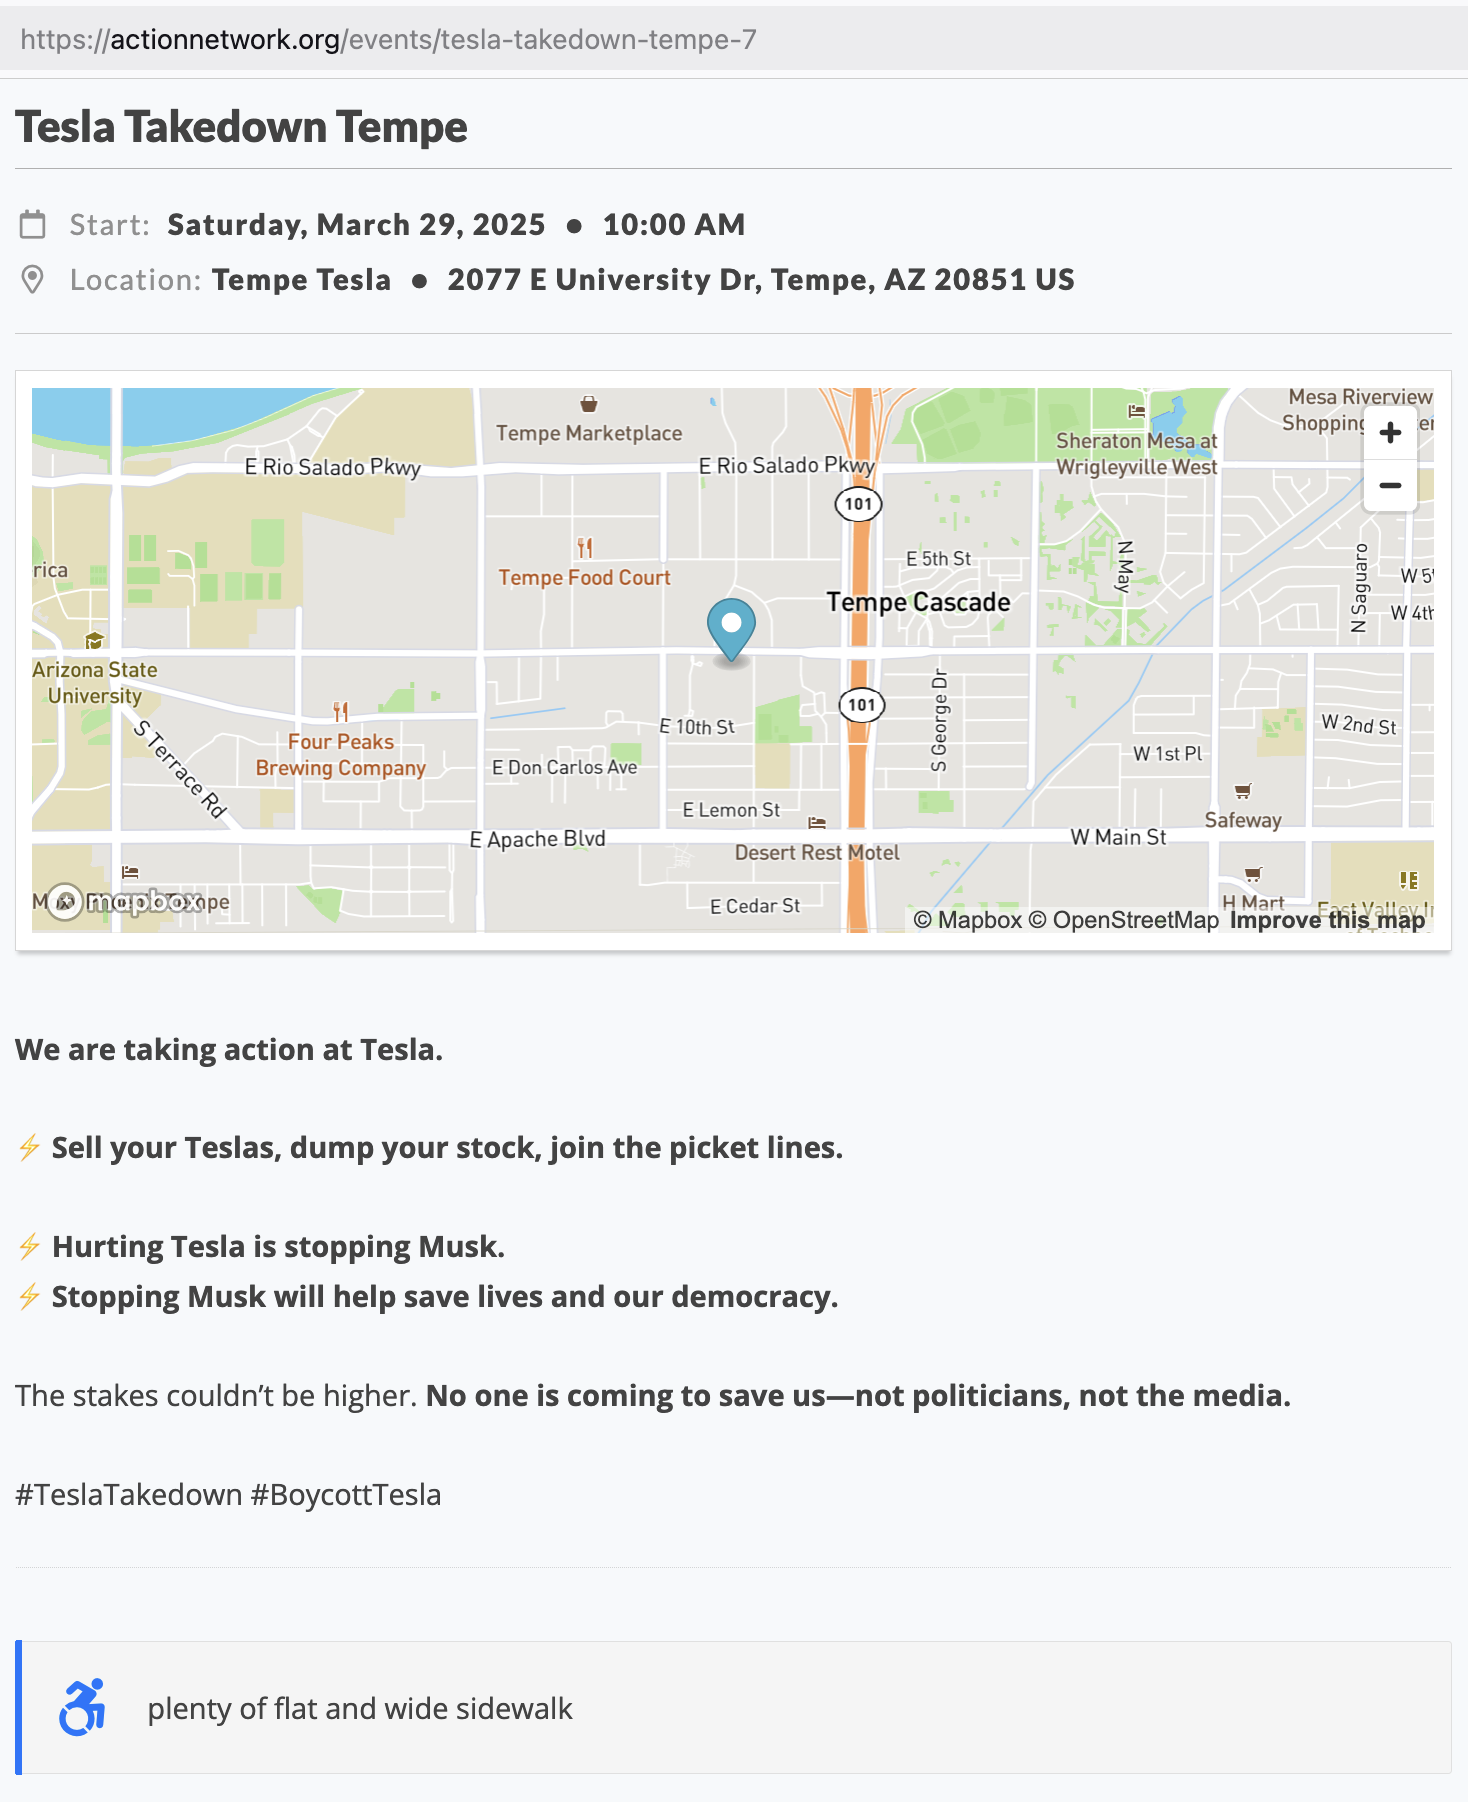 https://actionnetwork.org/events/tesla-takedown-tempe-7
Tesla Takedown Tempe
Start: Saturday, March 29, 2025 ● 10:00 AM
Location: Tempe Tesla ● 2077 E University Dr, Tempe, AZ 20851 US
Mesa Riverview
Shopping
Tempe Marketplace
Sheraton Mesa at
Wrigleyville West
+
−
E Rio Salado Pkwy
E Rio Salado Pkwy
101
E 5th St
N May
N Saguaro
rica
Tempe Food Court
W 5
Tempe Cascade
W 4th
Arizona State
University
101
S George Dr
S Terrace Rd
E 10th St
W 2nd St
Four Peaks
Brewing Company
E Don Carlos Ave
W 1st Pl
E Lemon St
Safeway
E Apache Blvd
W Main St
Desert Rest Motel
mapbox
E Cedar St
H Mart
East Valley
© Mapbox © OpenStreetMap Improve this map
We are taking action at Tesla.
⚡ Sell your Teslas, dump your stock, join the picket lines.
⚡ Hurting Tesla is stopping Musk.
⚡ Stopping Musk will help save lives and our democracy.
The stakes couldn’t be higher. No one is coming to save us—not politicians, not the media.
#TeslaTakedown #BoycottTesla
plenty of flat and wide sidewalk